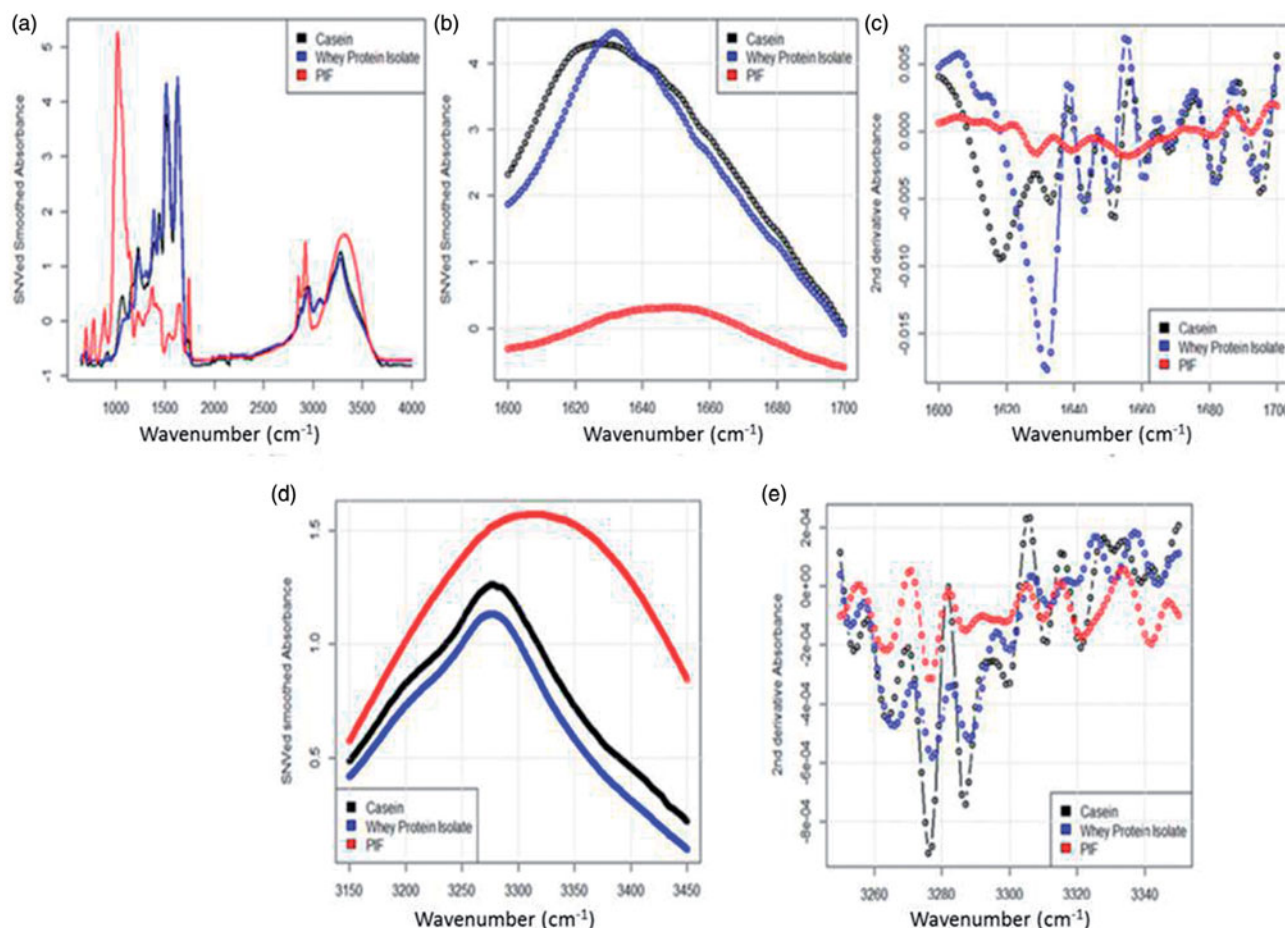 (a)
SNVed Smoothed Absorbance
5
4
3
2
1
0
-1
Casein
Whey Protein Isolate
PIF
1000 1500 2000 2500 3000 3500 4000
Wavenumber (cm-1)
(b)
SNVed Smoothed Absorbance
4
3
2
1
0
Casein
Whey Protein Isolate
PIF
1600 1620 1640 1660 1680 1700
Wavenumber (cm-1)
(c)
2nd derivative Absorbance
0.005
0.000
-0.005
-0.010
-0.015
Casein
Whey Protein Isolate
PIF
1600 1620 1640 1660 1680 1700
Wavenumber (cm-1)
(d)
SNVed smoothed Absorbance
1.5
1.0
0.5
Casein
Whey Protein Isolate
PIF
3150 3200 3250 3300 3350 3400 3450
Wavenumber (cm-1)
(e)
2nd derivative Absorbance
2e-04
0e+00
-2e-04
-4e-04
-6e-04
-8e-04
Casein
Whey Protein Isolate
PIF
3260 3280 3300 3320 3340
Wavenumber (cm-1)